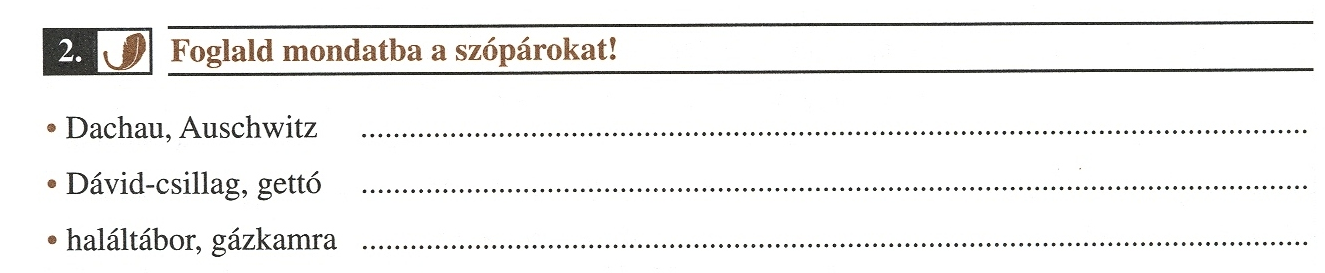 2. Foglald mondatba a szópárokat!
• Dachau, Auschwitz ........................................................................................................................
• Dávid-csillag, gettó ........................................................................................................................
• haláltábor, gázkamra ........................................................................................................................